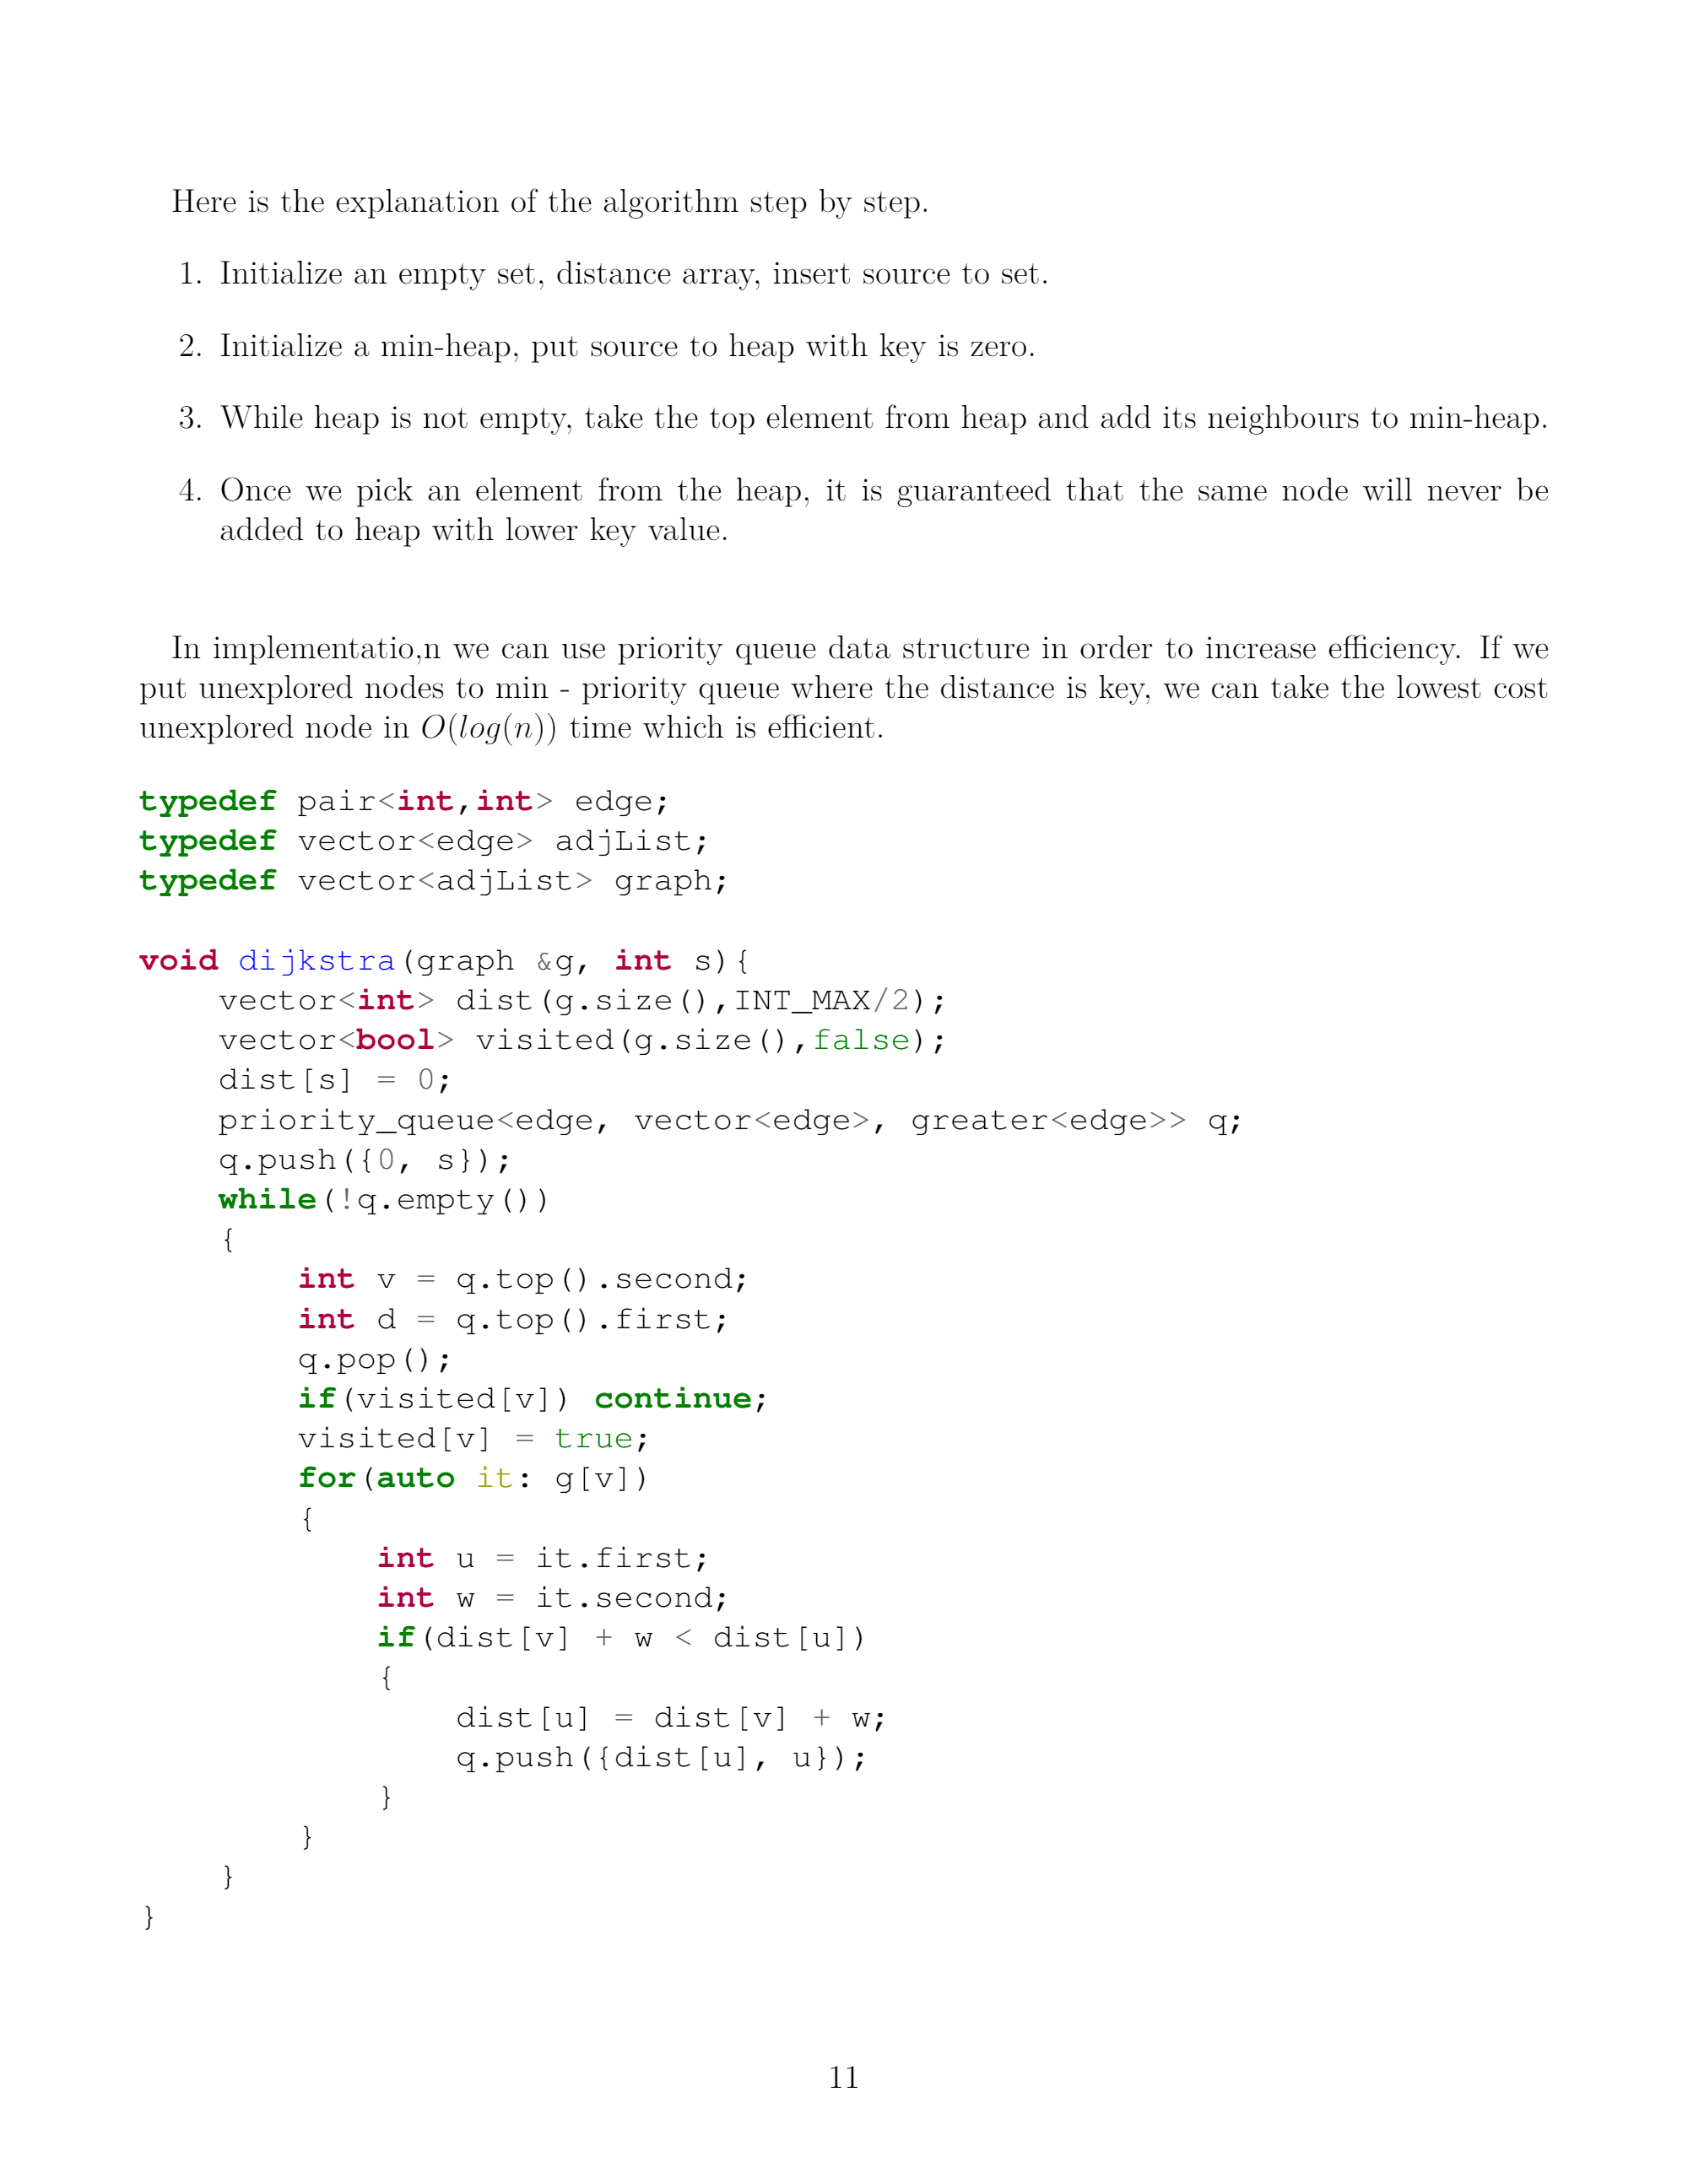 Here is the explanation of the algorithm step by step.
1. Initialize an empty set, distance array, insert source to set.
2. Initialize a min-heap, put source to heap with key is zero.
3. While heap is not empty, take the top element from heap and add its neighbours to min-heap.
4. Once we pick an element from the heap, it is guaranteed that the same node will never be
added to heap with lower key value.
In implementatio,n we can use priority queue data structure in order to increase efficiency. If we
put unexplored nodes to min - priority queue where the distance is key, we can take the lowest cost
unexplored node in O(log(n)) time which is efficient.
typedef pair<int,int> edge;
typedef vector<edge> adjList;
typedef vector<adjList> graph;

void dijkstra(graph &g, int s){
    vector<int> dist(g.size(),INT_MAX/2);
    vector<bool> visited(g.size(),false);
    dist[s] = 0;
    priority_queue<edge, vector<edge>, greater<edge>> q;
    q.push({0, s});
    while(!q.empty())
    {
        int v = q.top().second;
        int d = q.top().first;
        q.pop();
        if(visited[v]) continue;
        visited[v] = true;
        for(auto it: g[v])
        {
            int u = it.first;
            int w = it.second;
            if(dist[v] + w < dist[u])
            {
                dist[u] = dist[v] + w;
                q.push({dist[u], u});
            }
        }
    }
}
11